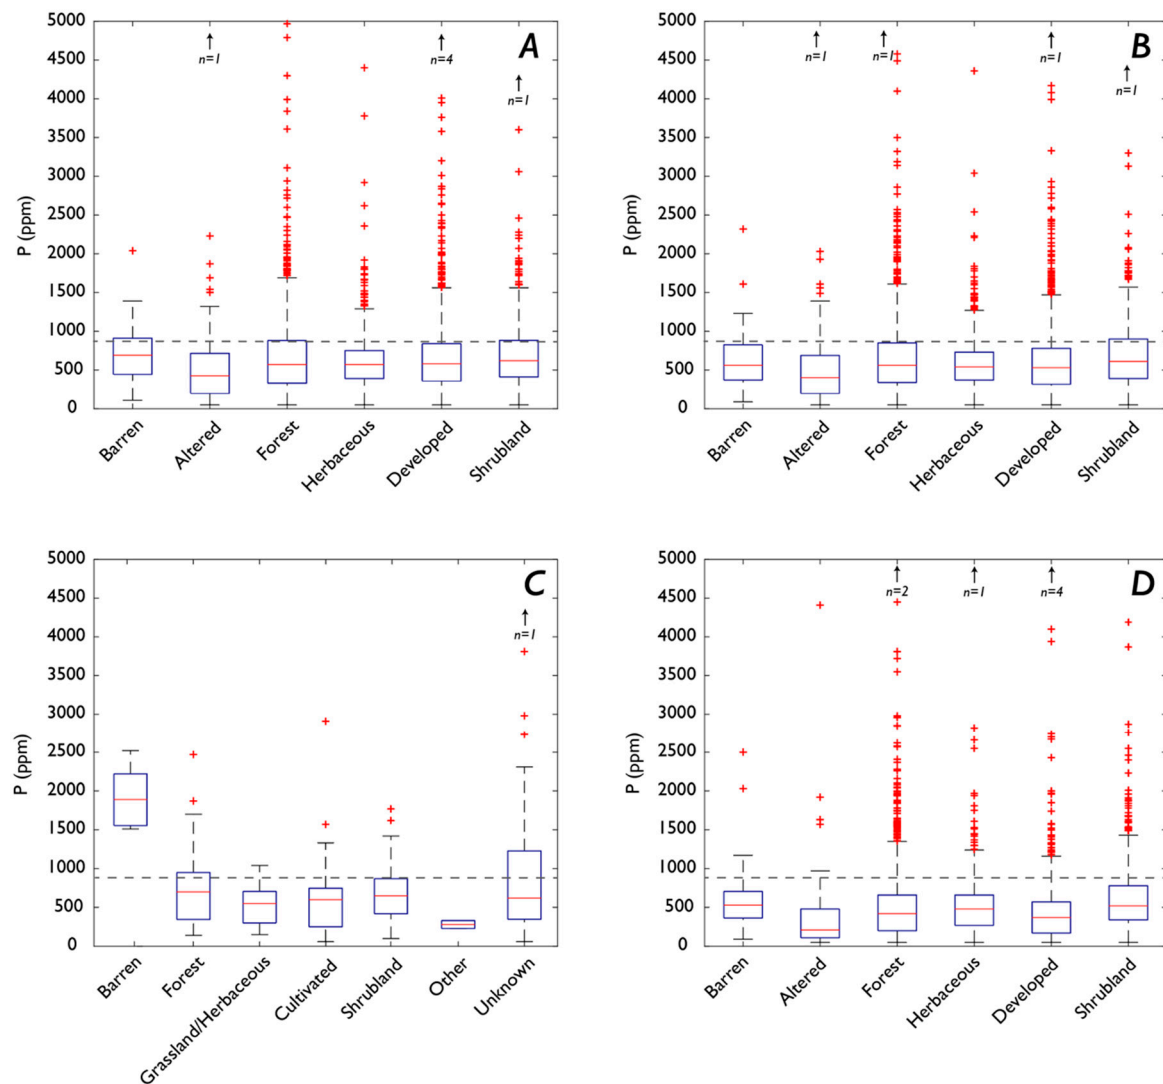 A
P (ppm)
5000
4500
4000
3500
3000
2500
2000
1500
1000
500
0
n=1
n=4
n=1
Barren
Altered
Forest
Herbaceous
Developed
Shrubland
B
P (ppm)
5000
4500
4000
3500
3000
2500
2000
1500
1000
500
0
n=1
n=1
n=1
n=1
Barren
Altered
Forest
Herbaceous
Developed
Shrubland
C
P (ppm)
5000
4500
4000
3500
3000
2500
2000
1500
1000
500
0
n=1
Barren
Forest
Grassland/Herbaceous
Cultivated
Shrubland
Other
Unknown
D
P (ppm)
5000
4500
4000
3500
3000
2500
2000
1500
1000
500
0
n=2
n=1
n=4
Barren
Altered
Forest
Herbaceous
Developed
Shrubland